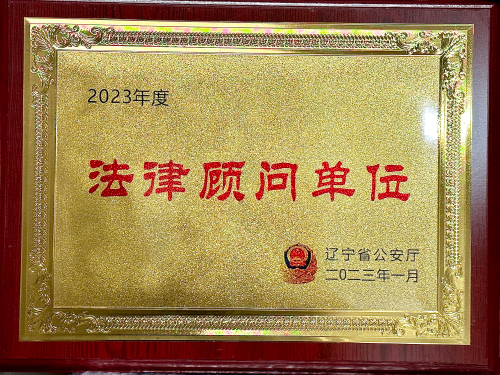 2023年度
法律顾问单位
辽宁省公安厅
二〇二三年一月